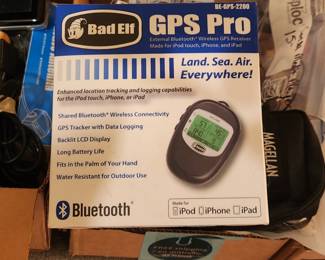 BE-GPS-2200
Bad Elf
GPS Pro
External Bluetooth® Wireless GPS Receiver
Made for iPod touch, iPhone, or iPad
Land. Sea. Air.
Everywhere!
Enhanced location tracking and logging capabilities
for the iPod touch, iPhone, or iPad
Shared Bluetooth® Wireless Connectivity
GPS Tracker with Data Logging
Backlit LCD Display
Long Battery Life
Fits in the Palm of Your Hand
Water Resistant for Outdoor Use
Bluetooth®
Made for
iPod iPhone iPad
MAGELLAN